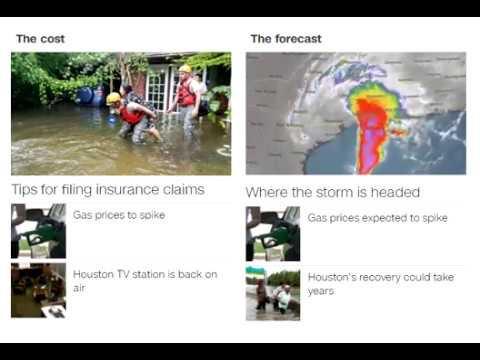 The cost
Tips for filing insurance claims
Gas prices to spike
Houston TV station is back on
air
The forecast
Where the storm is headed
Gas prices expected to spike
Houston's recovery could take
years